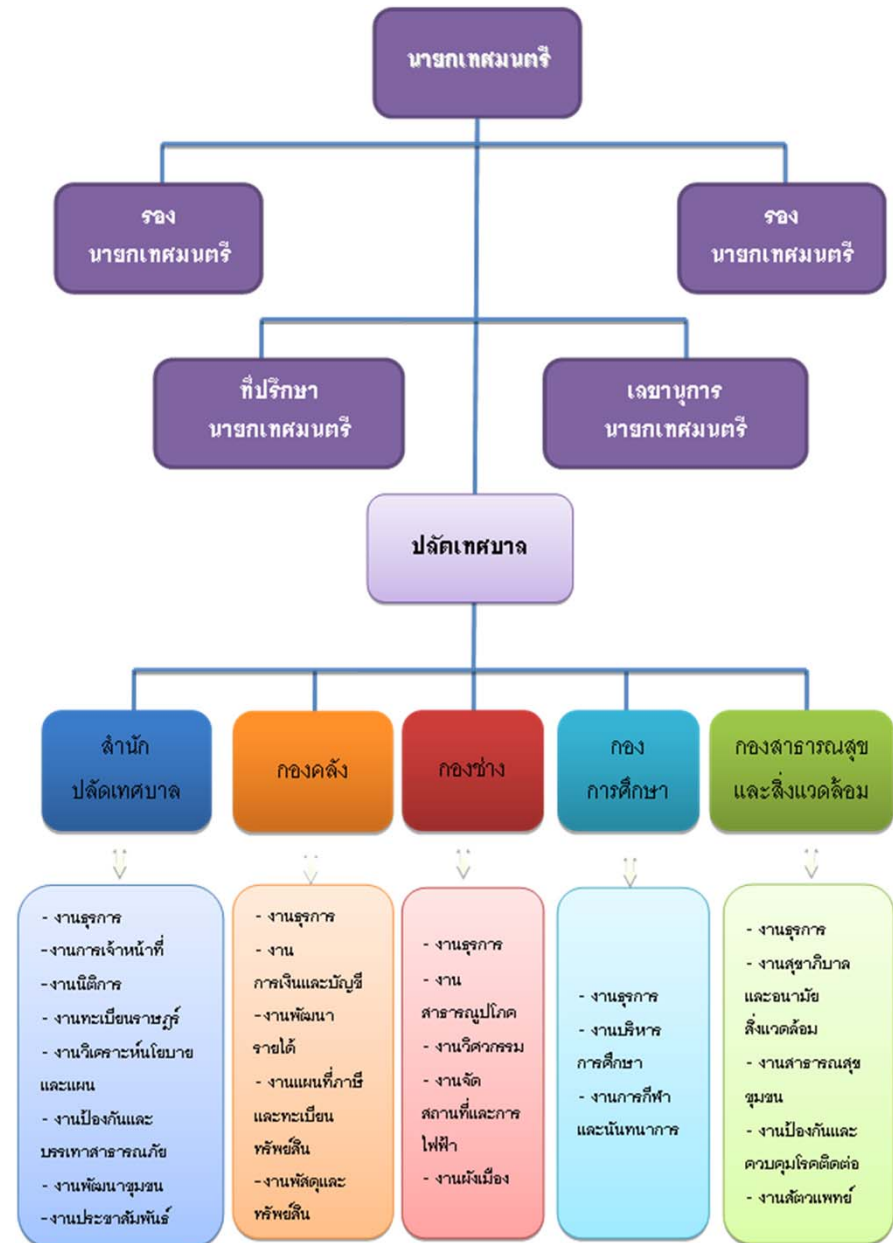 นายกเทศมนตรี
รอง
นายกเทศมนตรี
รอง
นายกเทศมนตรี
ที่ปรึกษา
นายกเทศมนตรี
เลขานุการ
นายกเทศมนตรี
ปลัดเทศบาล
สำนัก
ปลัดเทศบาล
กองคลัง
กองช่าง
กอง
การศึกษา
กองสาธารณสุข
และสิ่งแวดล้อม
- งานธุรการ
-งานการเจ้าหน้าที่
-งานนิติการ
- งานทะเบียนราษฎร์
-งานวิเคราะห์นโยบาย
และแผน
- งานป้องกันและ
บรรเทาสาธารณภัย
- งานพัฒนาชุมชน
-งานประชาสัมพันธ์
- งานธุรการ
- งาน
การเงินและบัญชี
-งานพัฒนา
รายได้
- งานแผนที่ภาษี
และทะเบียน
ทรัพย์สิน
-งานพัสดุและ
ทรัพย์สิน
- งานธุรการ
- งาน
สาธารณูปโภค
- งานวิศวกรรม
- งานจัด
สถานที่และการ
ไฟฟ้า
- งานผังเมือง
- งานธุรการ
- งานบริหาร
การศึกษา
- งานการกีฬา
และนันทนาการ
- งานธุรการ
- งานสุขาภิบาล
และอนามัย
สิ่งแวดล้อม
- งานสาธารณสุข
ชุมชน
- งานป้องกันและ
ควบคุมโรคติดต่อ
- งานสัตวแพทย์